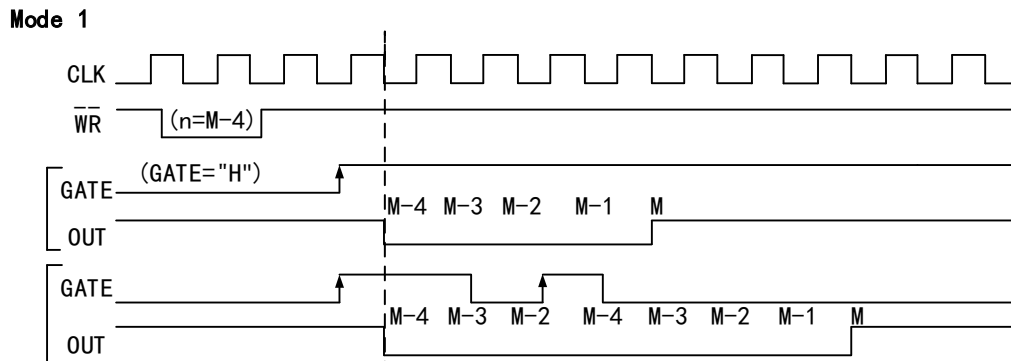 Mode 1
CLK
WR (n=M-4)
(GATE="H")
GATE
M-4 M-3 M-2 M-1 M
OUT
GATE
M-4 M-3 M-2 M-4 M-3 M-2 M-1 M
OUT